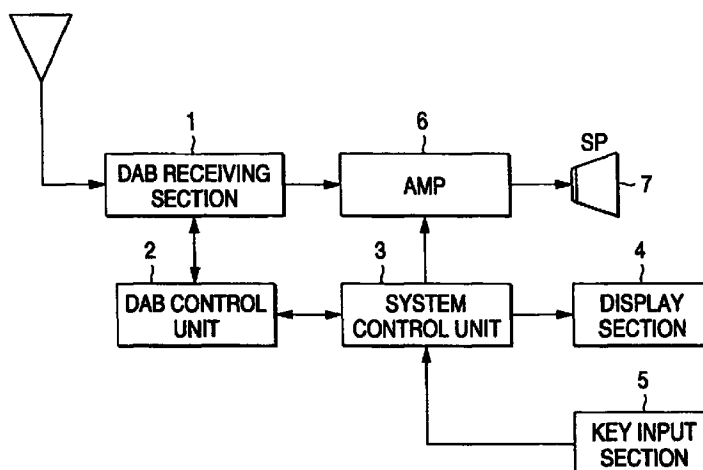 1
DAB RECEIVING
SECTION
6
AMP
SP
7
2
DAB CONTROL
UNIT
3
SYSTEM
CONTROL UNIT
4
DISPLAY
SECTION
5
KEY INPUT
SECTION